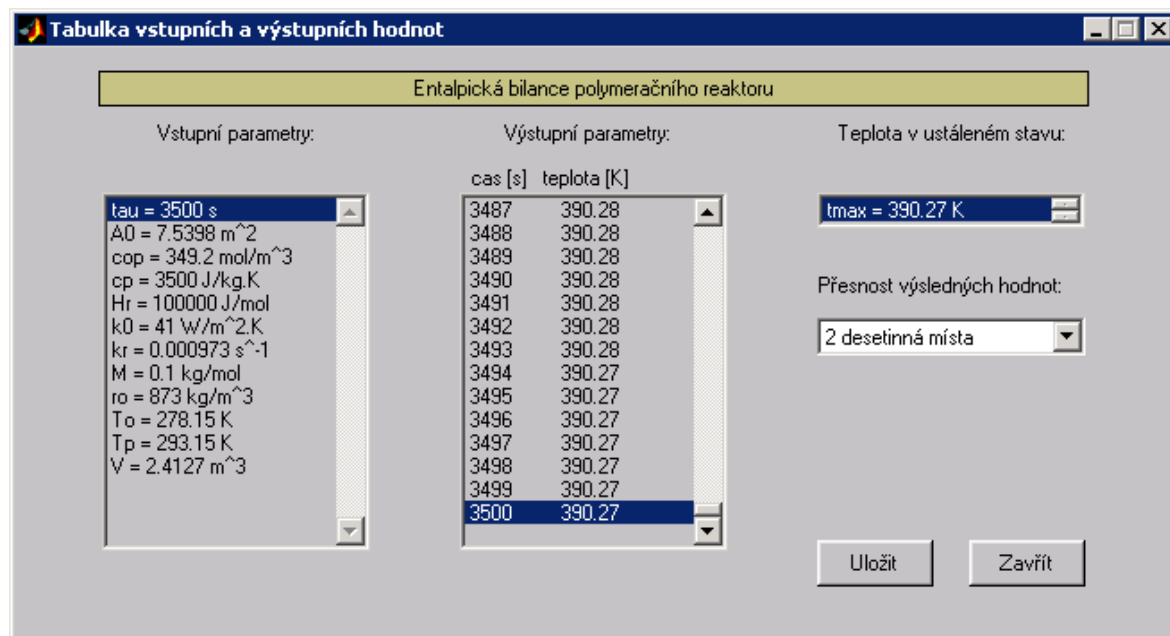 Tabulka vstupních a výstupních hodnot
Entalpická bilance polymeračního reaktoru
Vstupní parametry:
tau = 3500 s
A0 = 7.5398 m^2
cop = 349.2 mol/m^3
cp = 3500 J/kg.K
Hr = 100000 J/mol
k0 = 41 W/m^2.K
kr = 0.000973 s^-1
M = 0.1 kg/mol
ro = 873 kg/m^3
To = 278.15 K
Tp = 293.15 K
V = 2.4127 m^3
Výstupní parametry:
cas [s] teplota [K]
3487 390.28
3488 390.28
3489 390.28
3490 390.28
3491 390.28
3492 390.28
3493 390.28
3494 390.27
3495 390.27
3496 390.27
3497 390.27
3498 390.27
3499 390.27
3500 390.27
Teplota v ustáleném stavu:
tmax = 390.27 K
Přesnost výsledných hodnot:
2 desetinná místa
Uložit
Zavřít